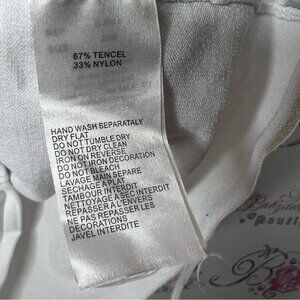 67% TENCEL
33% NYLON
HAND WASH SEPARATALY
DRY FLAT
DO NOT TUMBLE DRY
DO NOT DRY CLEAN
IRON ON REVERSE
DO NOT IRON
DO NOT BLEACH
LAVAGE MAIN SEPARE
SECHAGE A PLAT
TAMBOUR INTERDIT
NETTOYAGE A SEC INTERDIT
REPASSER A L'ENVERS
NE PAS REPASSER LES
DECORATIONS
JAVEL INTERDITE